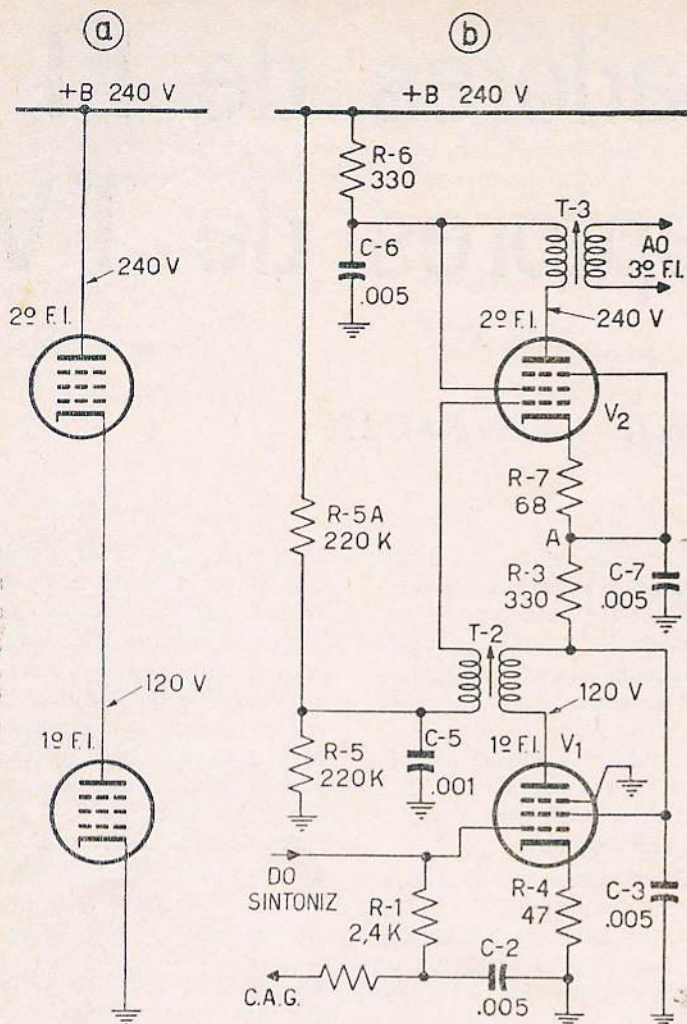 a
+B 240 V
240 V
2º F.I.
120 V
1º F.I.
b
+B 240 V
R-6
330
C-6
.005
T-3
AO
3º F.I.
2º F.I.
240 V
V2
R-7
68
A
R-5A
220 K
R-3
330
C-7
.005
T-2
120 V
1º F.I.
V1
R-5
220K
C-5
.001
DO
SINTONIZ
R-1
2,4 K
R-4
47
C-3
.005
C-2
.005
C.A.G.